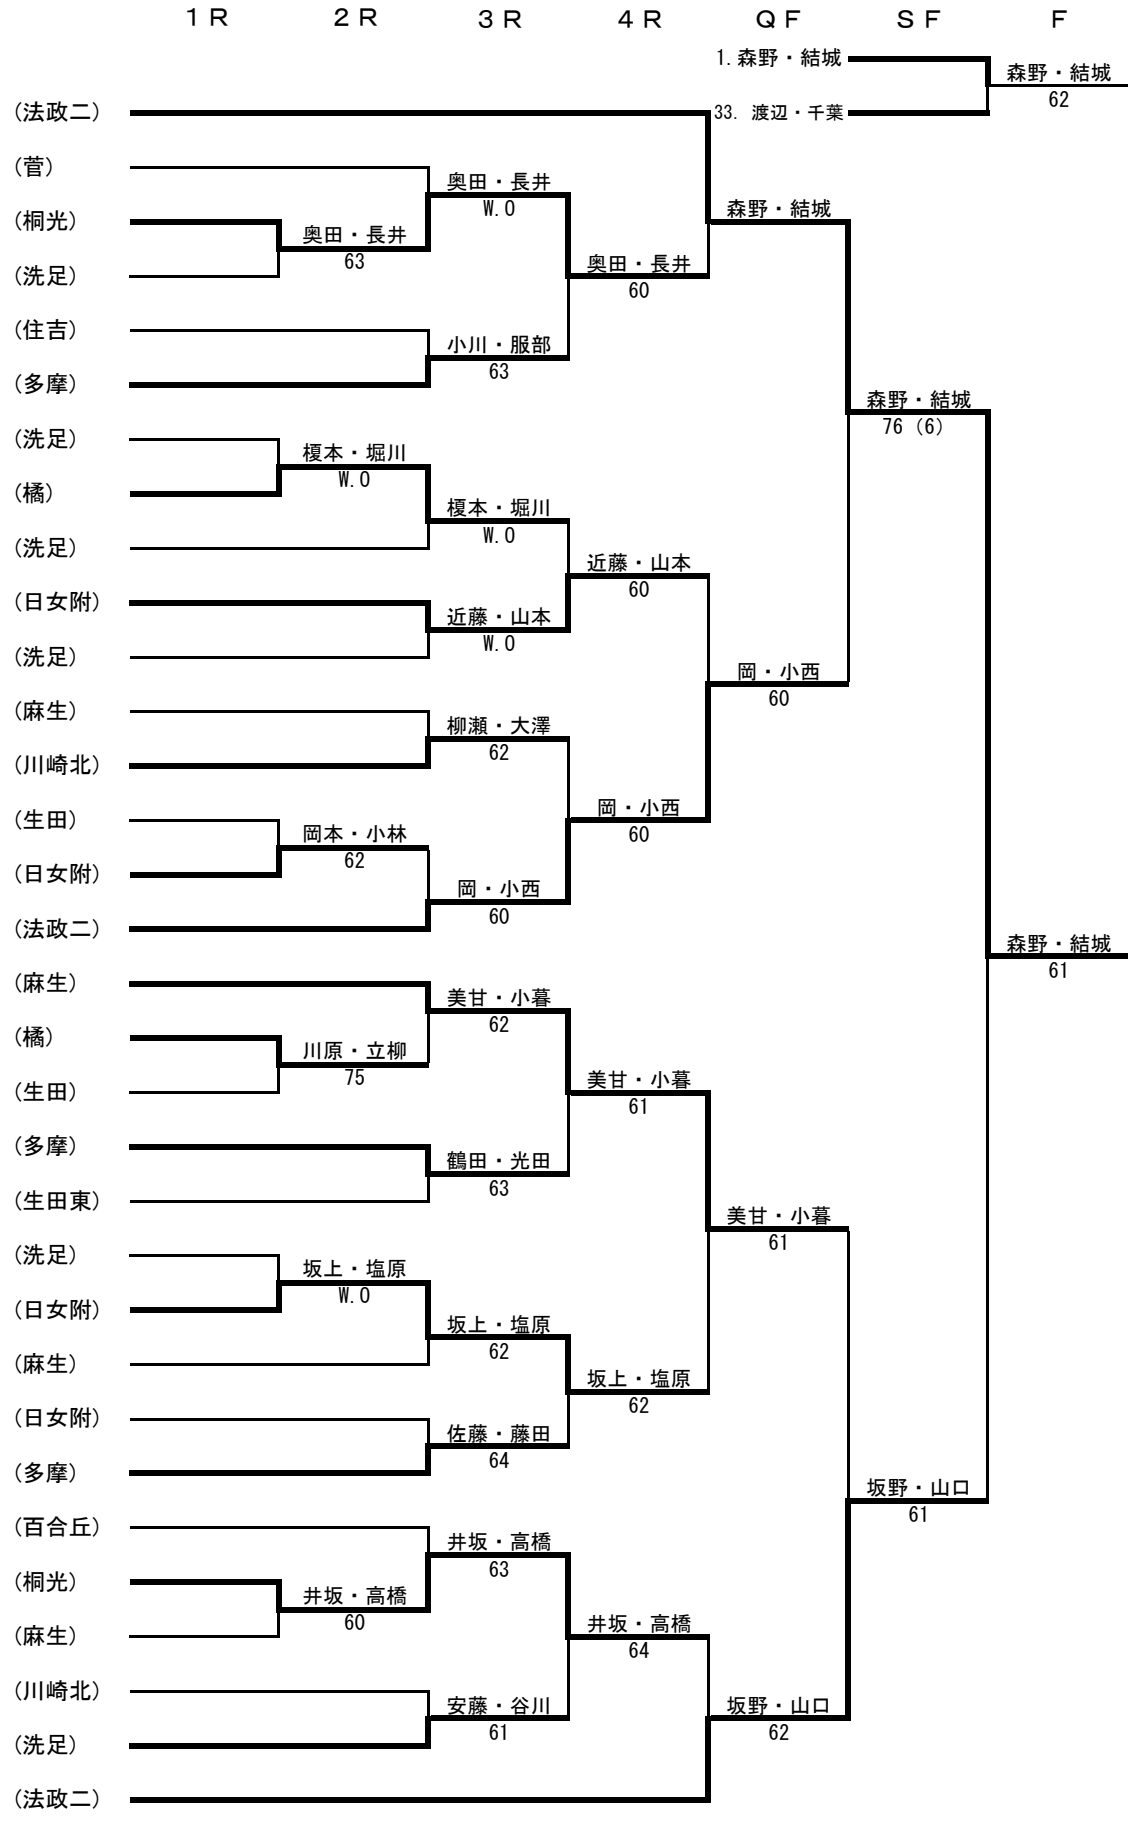 １Ｒ ２Ｒ ３Ｒ ４Ｒ ＱＦ ＳＦ Ｆ
1. 森野・結城
森野・結城
62
33. 渡辺・千葉
(法政二)
(菅)
奥田・長井
W.O
森野・結城
(桐光)
奥田・長井
63
奥田・長井
60
(洗足)
(住吉)
小川・服部
63
(多摩)
森野・結城
76（6）
(洗足)
榎本・堀川
W.O
(橘)
榎本・堀川
W.O
(洗足)
近藤・山本
60
(日女附)
近藤・山本
W.O
(洗足)
岡・小西
60
(麻生)
柳瀬・大澤
62
(川崎北)
岡・小西
60
(生田)
岡本・小林
62
(日女附)
岡・小西
60
(法政二)
森野・結城
61
(麻生)
美甘・小暮
62
(橘)
川原・立柳
75
美甘・小暮
61
(生田)
(多摩)
鶴田・光田
63
(生田東)
美甘・小暮
61
(洗足)
坂上・塩原
W.O
(日女附)
坂上・塩原
62
(麻生)
坂上・塩原
62
(日女附)
佐藤・藤田
64
(多摩)
坂野・山口
61
(百合丘)
井坂・高橋
63
(桐光)
井坂・高橋
60
井坂・高橋
64
(麻生)
(川崎北)
安藤・谷川
61
坂野・山口
62
(洗足)
(法政二)